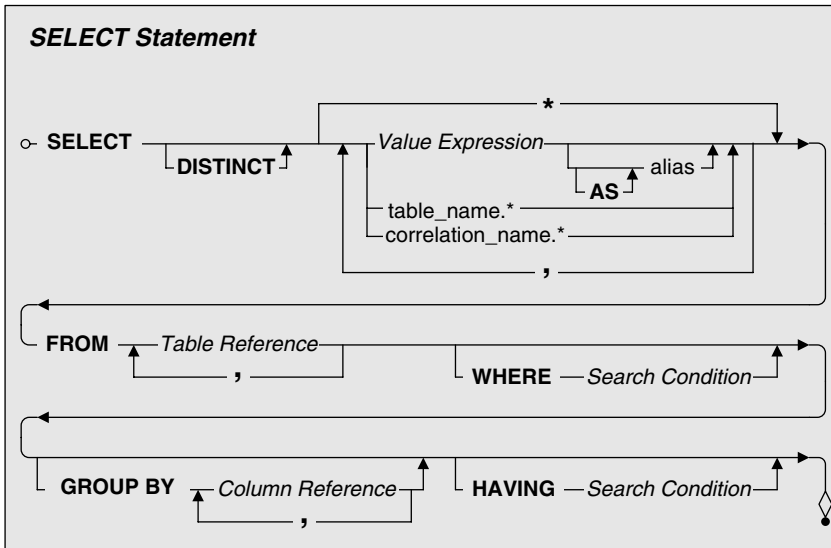 SELECT Statement
*
SELECT Value Expression
DISTINCT alias
AS
table_name.*
correlation_name.*
,
FROM Table Reference
, WHERE Search Condition
GROUP BY Column Reference HAVING Search Condition
,